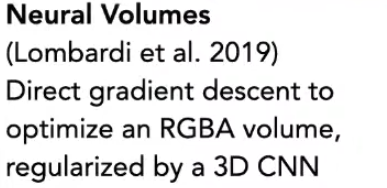 Neural Volumes
(Lombardi et al. 2019)
Direct gradient descent to
optimize an RGBA volume,
regularized by a 3D CNN